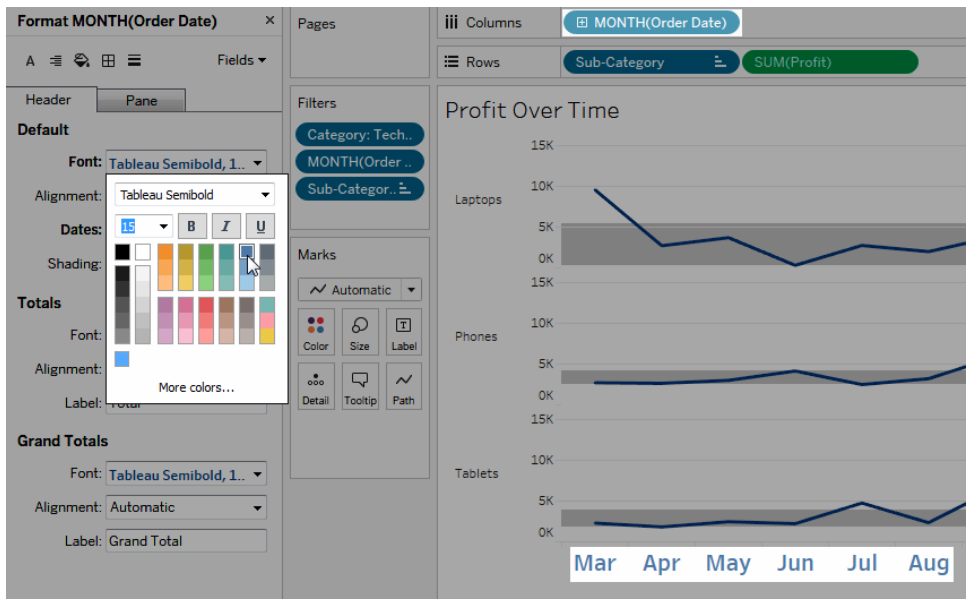 Format MONTH(Order Date) ×
A Fields
Header Pane
Default
Font: Tableau Semibold, 1..
Alignment:
Tableau Semibold
Dates:
15 B I U
Shading:
Totals
Font:
Alignment:
More colors...
Label: Total
Grand Totals
Font: Tableau Semibold, 1..
Alignment: Automatic
Label: Grand Total
Pages
Filters
Category: Tech..
MONTH(Order ..
Sub-Categor..
Marks
Automatic
T
Color Size Label
Detail Tooltip Path
Columns MONTH(Order Date)
Rows Sub-Category SUM(Profit)
Profit Over Time
15K
10K
Laptops
5K
0K
15K
10K
Phones
5K
0K
15K
10K
Tablets
5K
0K
Mar Apr May Jun Jul Aug